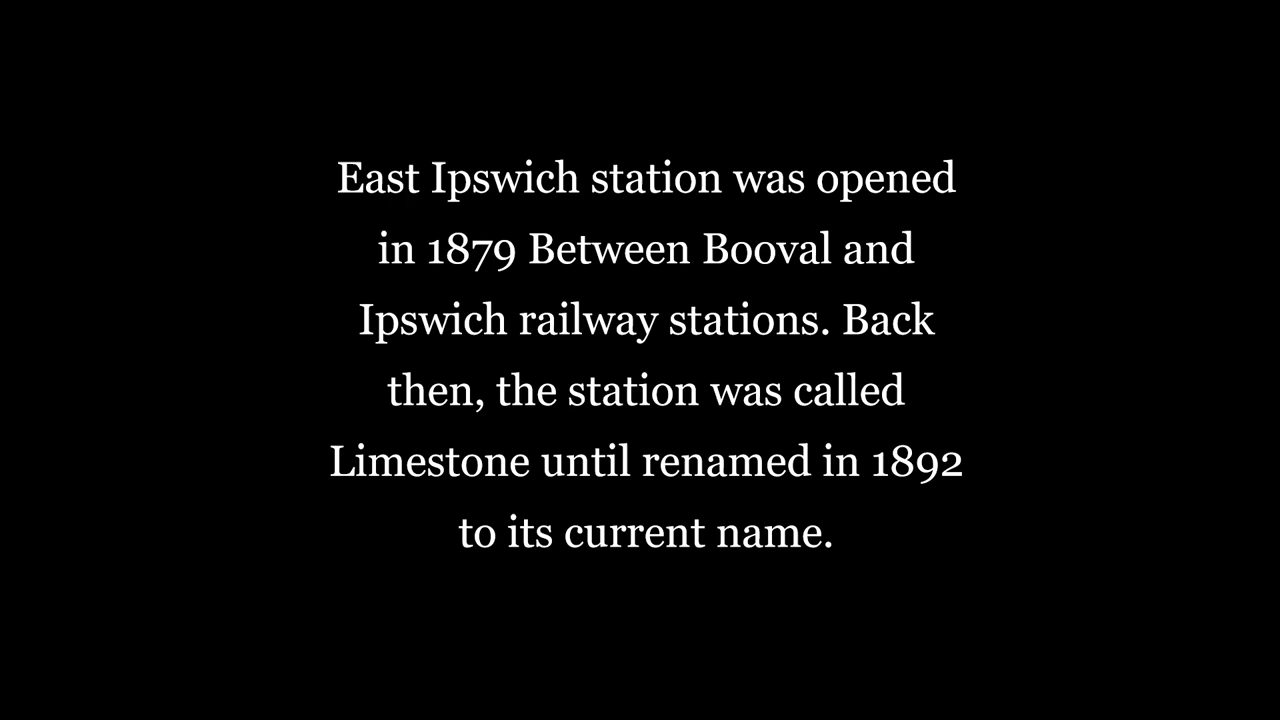 East Ipswich station was opened
in 1879 Between Booval and
Ipswich railway stations. Back
then, the station was called
Limestone until renamed in 1892
to its current name.